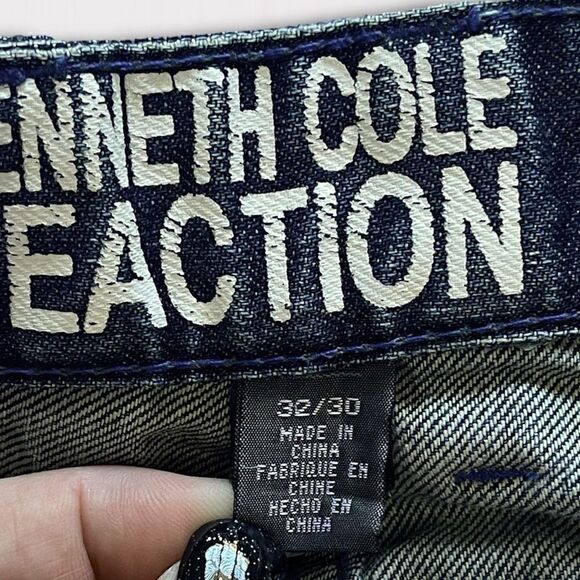 ENNETH COLE
EACTION
32/30
MADE IN
CHINA
FABRIQUE EN
CHINE
HECHO EN
CHINA